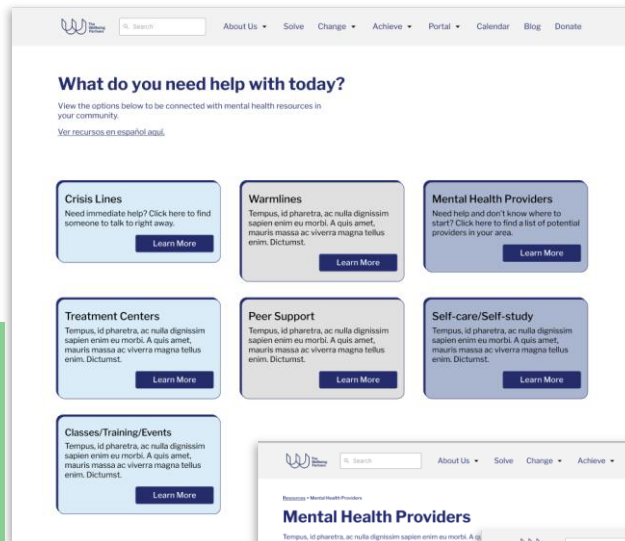 The
Wellbeing
Partners
Search
About Us
Solve
Change
Achieve
Portal
Calendar
Blog
Donate
What do you need help with today?
View the options below to be connected with mental health resources in
your community.
Ver recursos en español aquí.
Crisis Lines
Need immediate help? Click here to find
someone to talk to right away.
Learn More
Warmlines
Tempus, id pharetra, ac nulla dignissim
sapien enim eu morbi. A quis amet,
mauris massa ac viverra magna tellus
enim. Dictumst.
Learn More
Mental Health Providers
Need help and don't know where to
start? Click here to find a list of potential
providers in your area.
Learn More
Treatment Centers
Tempus, id pharetra, ac nulla dignissim
sapien enim eu morbi. A quis amet,
mauris massa ac viverra magna tellus
enim. Dictumst.
Learn More
Peer Support
Tempus, id pharetra, ac nulla dignissim
sapien enim eu morbi. A quis amet,
mauris massa ac viverra magna tellus
enim. Dictumst.
Learn More
Self-care/Self-study
Tempus, id pharetra, ac nulla dignissim
sapien enim eu morbi. A quis amet,
mauris massa ac viverra magna tellus
enim. Dictumst.
Learn More
Classes/Training/Events
Tempus, id pharetra, ac nulla dignissim
sapien enim eu morbi. A quis amet,
mauris massa ac viverra magna tellus
enim. Dictumst.
Learn More
The
Wellbeing
Partners
Search
About Us
Solve
Change
Achieve
Resources > Mental Health Providers
Mental Health Providers
Tempus, id pharetra, ac nulla dignissim sapien enim eu morbi. A